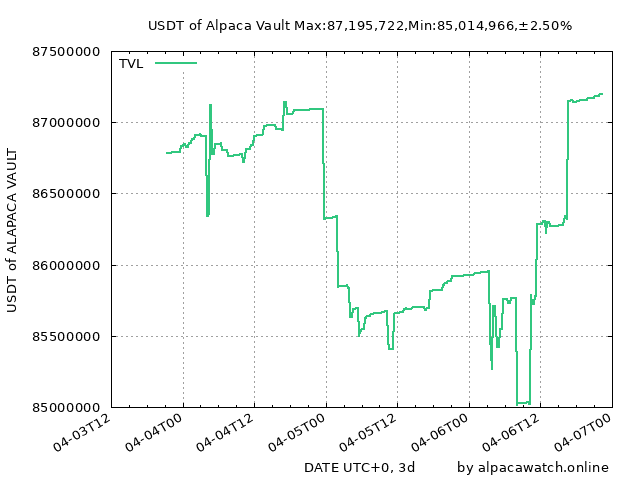 USDT of Alpaca Vault Max:87,195,722,Min:85,014,966,±2.50%
87500000
TVL
87000000
86500000
86000000
85500000
85000000
USDT of ALAPACA VAULT
04-03T12
04-04T00
04-04T12
04-05T00
04-05T12
04-06T00
04-06T12
04-07T00
DATE UTC+0, 3d
by alpacawatch.online